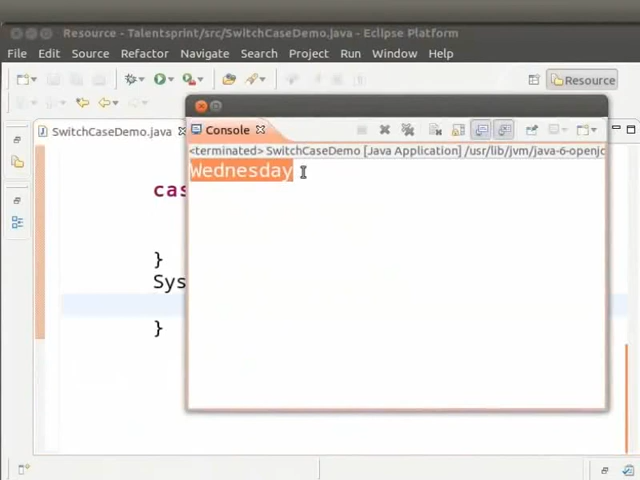 Resource - Talentsprint/src/SwitchCaseDemo.java - Eclipse Platform
File Edit Source Refactor Navigate Search Project Run Window Help
Resource
SwitchCaseDemo.java
Console
<terminated> SwitchCaseDemo [Java Application] /usr/lib/jvm/java-6-openjd
Wednesday
cas
}
Sys
}